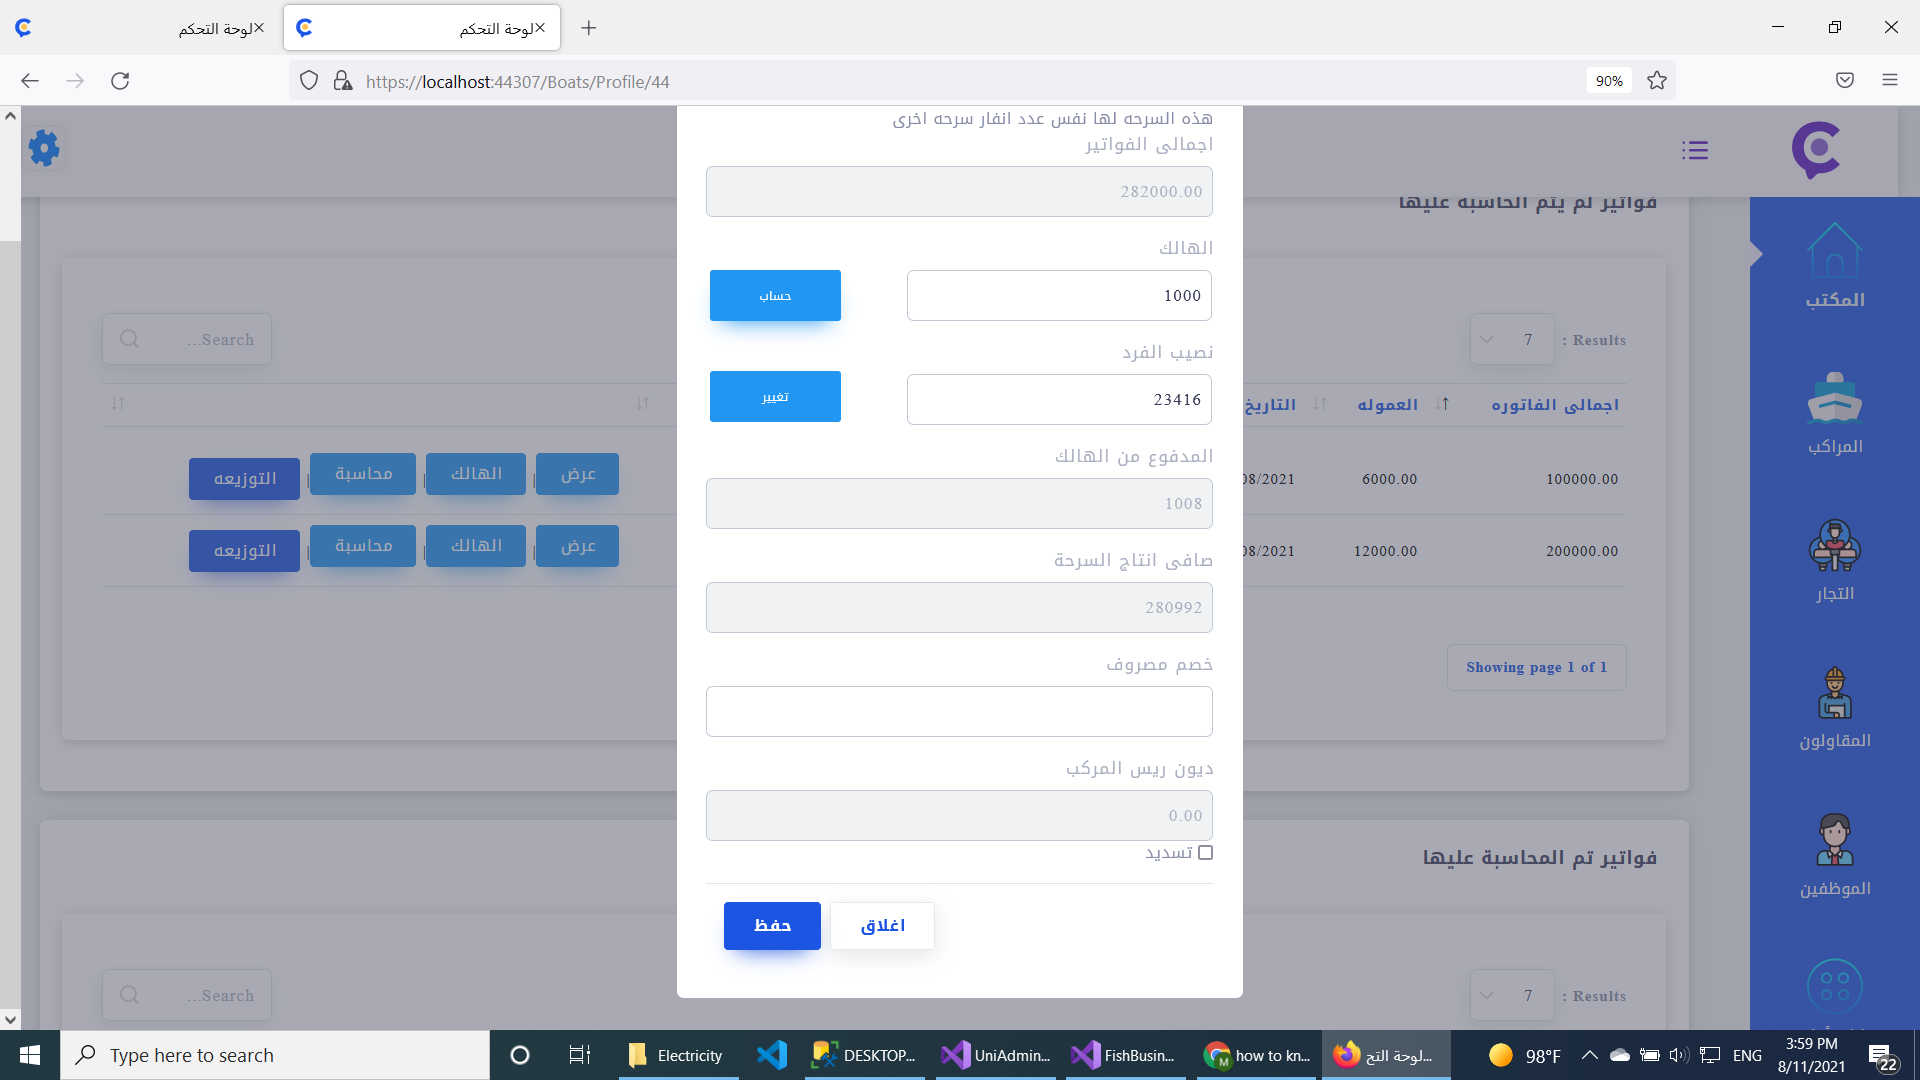 لوحة التحكم
لوحة التحكم
https://localhost:44307/Boats/Profile/44
90%
هذه السرحه لها نفس عدد انفار سرحه اخرى
اجمالى الفواتير
282000.00
الهالك
1000
حساب
نصيب الفرد
23416
تغيير
المدفوع من الهالك
1008
صافى انتاج السرحة
280992
خصم مصروف
ديون ريس المركب
0.00
تسديد
حفظ
اغلاق
فواتير لم يتم الحاسبة عليها
Results : 7
Search...
اجمالى الفاتوره
العموله
التاريخ
100000.00
6000.00
08/2021
عرض | الهالك | محاسبة | التوزيعه
200000.00
12000.00
08/2021
عرض | الهالك | محاسبة | التوزيعه
Showing page 1 of 1
فواتير تم المحاسبة عليها
Results : 7
Search...
المكتب
المراكب
التجار
المقاولون
الموظفين
Type here to search
Electricity
DESKTOP...
UniAdmin...
FishBusin...
how to kn...
لوحة التح...
98°F
ENG
3:59 PM
8/11/2021
22